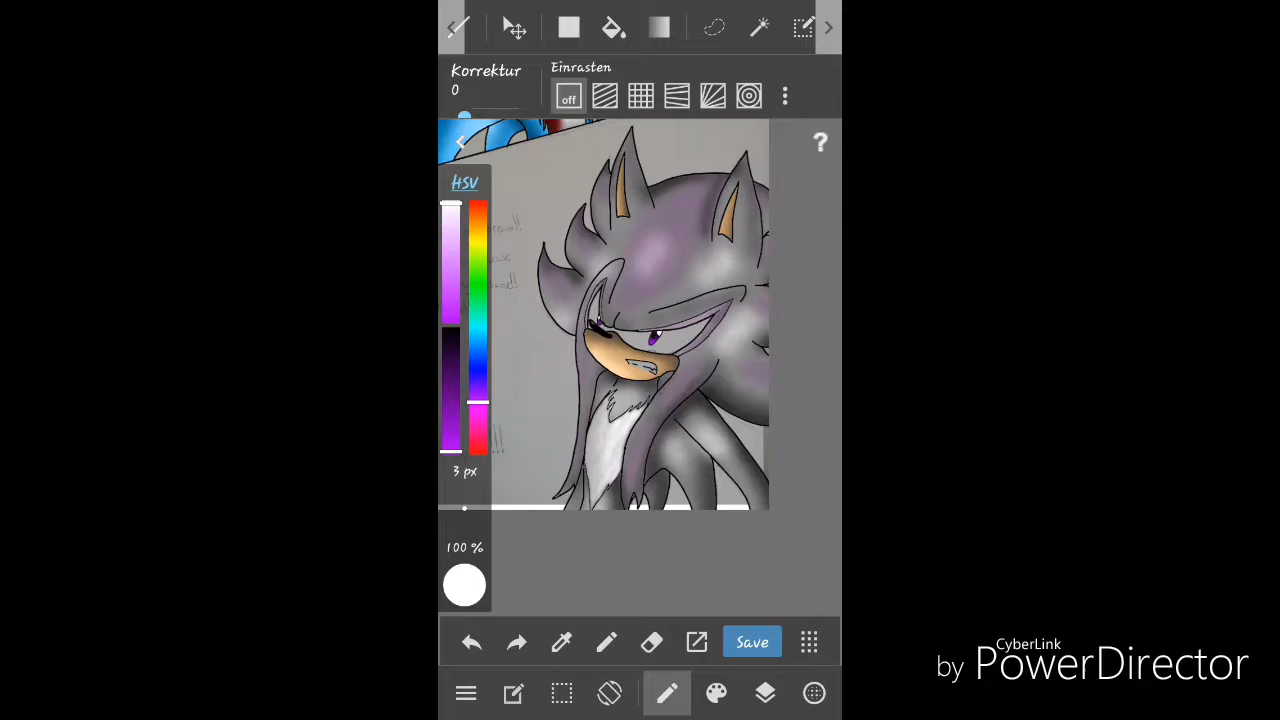 Korrektur
0
Einrasten
off
?
HSV
3 px
100 %
Save
CyberLink
by PowerDirector